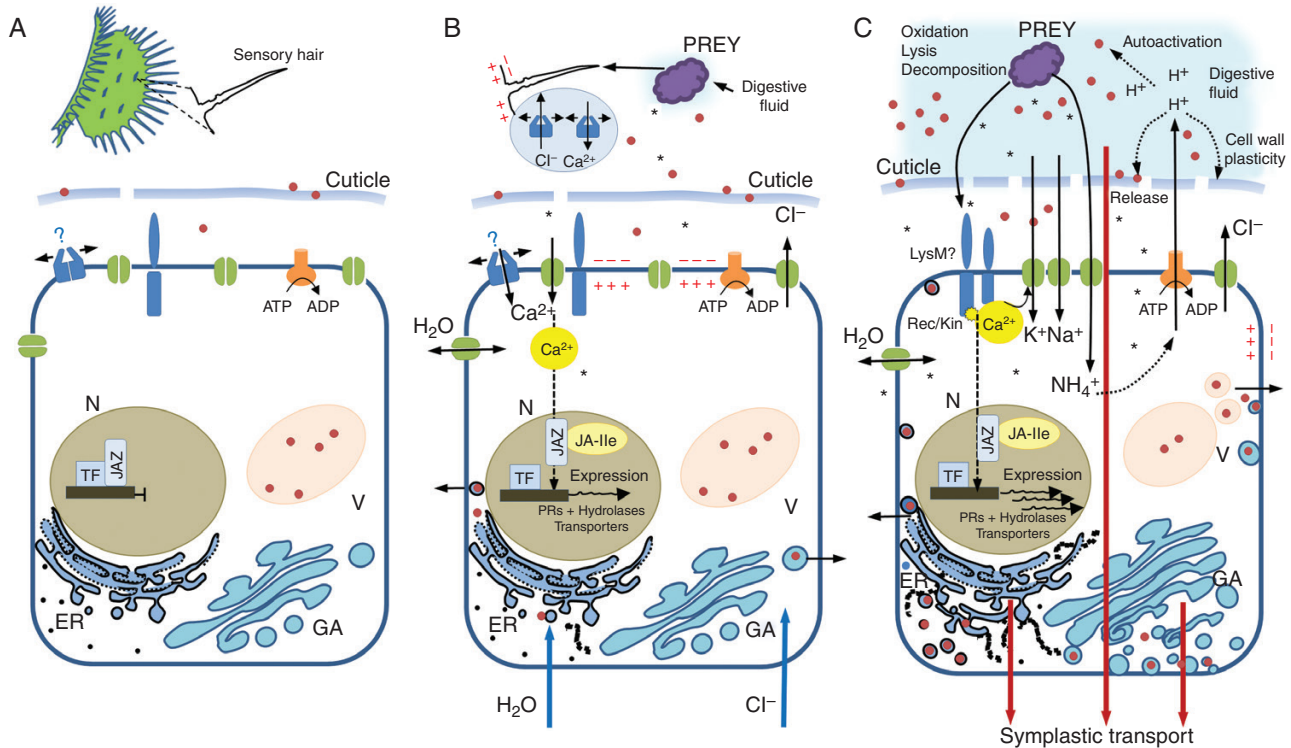 A
Sensory hair
Cuticle
?
ATP
ADP
N
TF
JAZ
V
ER
GA
B
PREY
Digestive
fluid
+ −
+ −
+
+
Cl−
Ca2+
*
*
*
Cuticle
Cl−
*
*
*
?
− − −
+ + +
− − −
+ + +
ATP
ADP
Ca2+
H2O
Ca2+
*
N
JAZ
JA-IIe
TF
Expression
PRs + Hydrolases
Transporters
V
ER
GA
H2O
Cl−
C
Oxidation
Lysis
Decomposition
PREY
Autoactivation
H+
H+
Digestive
fluid
H+
*
*
*
*
Cell wall
plasticity
Cuticle
Release
*
*
Cl−
LysM?
*
*
ATP
ADP
Rec/Kin
Ca2+
K+Na+
+ −
+ −
+ −
H2O
*
*
*
*
*
NH4+
N
JAZ
JA-IIe
TF
Expression
PRs + Hydrolases
Transporters
V
ER
GA
Symplastic transport